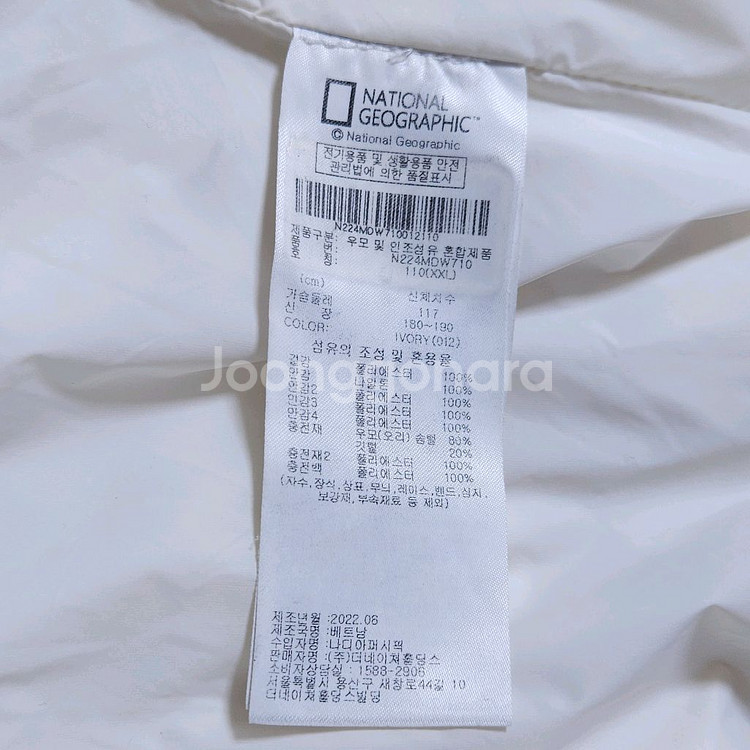 NATIONAL
GEOGRAPHIC™
© National Geographic
전기용품 및 생활용품 안전
관리법에 의한 품질표시
N224MDW710012110
제품구분: 우모 및 인조섬유 혼합제품
품 번: N224MDW710
호 칭: 110(XXL)
(cm) 신체치수
가슴둘레 117
신 장 180~190
COLOR: IVORY(012)
섬유의 조성 및 혼용율
겉감 폴리에스터 100%
안감 나일론 100%
안감2 폴리에스터 100%
안감3 폴리에스터 100%
안감4 폴리에스터 100%
충전재 우모(오리) 솜털 80%
깃털 20%
충전재2 폴리에스터 100%
충전백 폴리에스터 100%
(자수,장식,상표,무늬,레이스,밴드,심지,
보강재,부속재료 등 제외)
제조년월 :2022.06
제조국명 :베트남
수입자명 :나디아퍼시픽
판매자명 :(주)더네이쳐홀딩스
소비자상담실 : 1588-2906
서울특별시 용산구 새창로44길 10
더네이쳐홀딩스빌딩
Joongonara